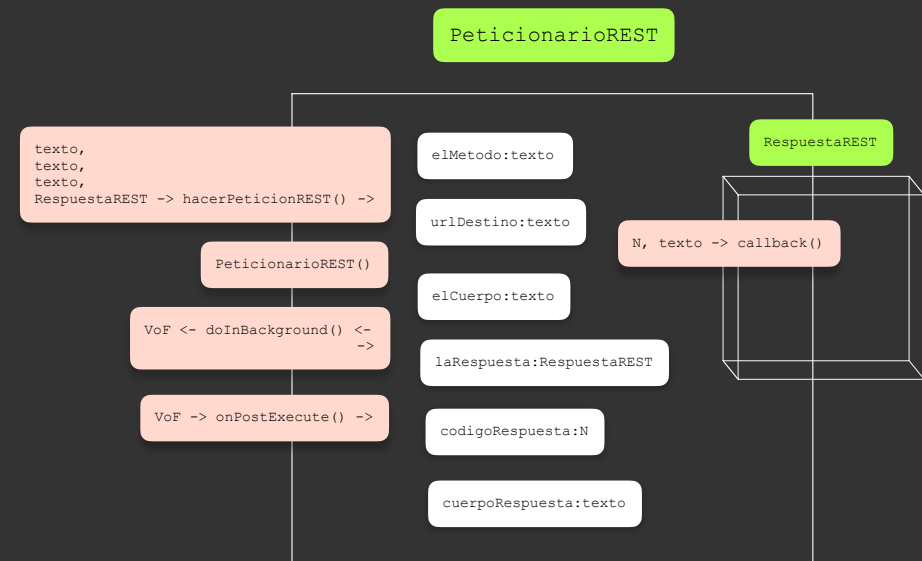 PeticionarioREST
texto,
texto,
texto,
RespuestaREST -> hacerPeticionREST() ->
PeticionarioREST()
VoF <- doInBackground() <-
->
VoF -> onPostExecute() ->
elMetodo:texto
urlDestino:texto
elCuerpo:texto
laRespuesta:RespuestaREST
codigoRespuesta:N
cuerpoRespuesta:texto
RespuestaREST
N, texto -> callback()